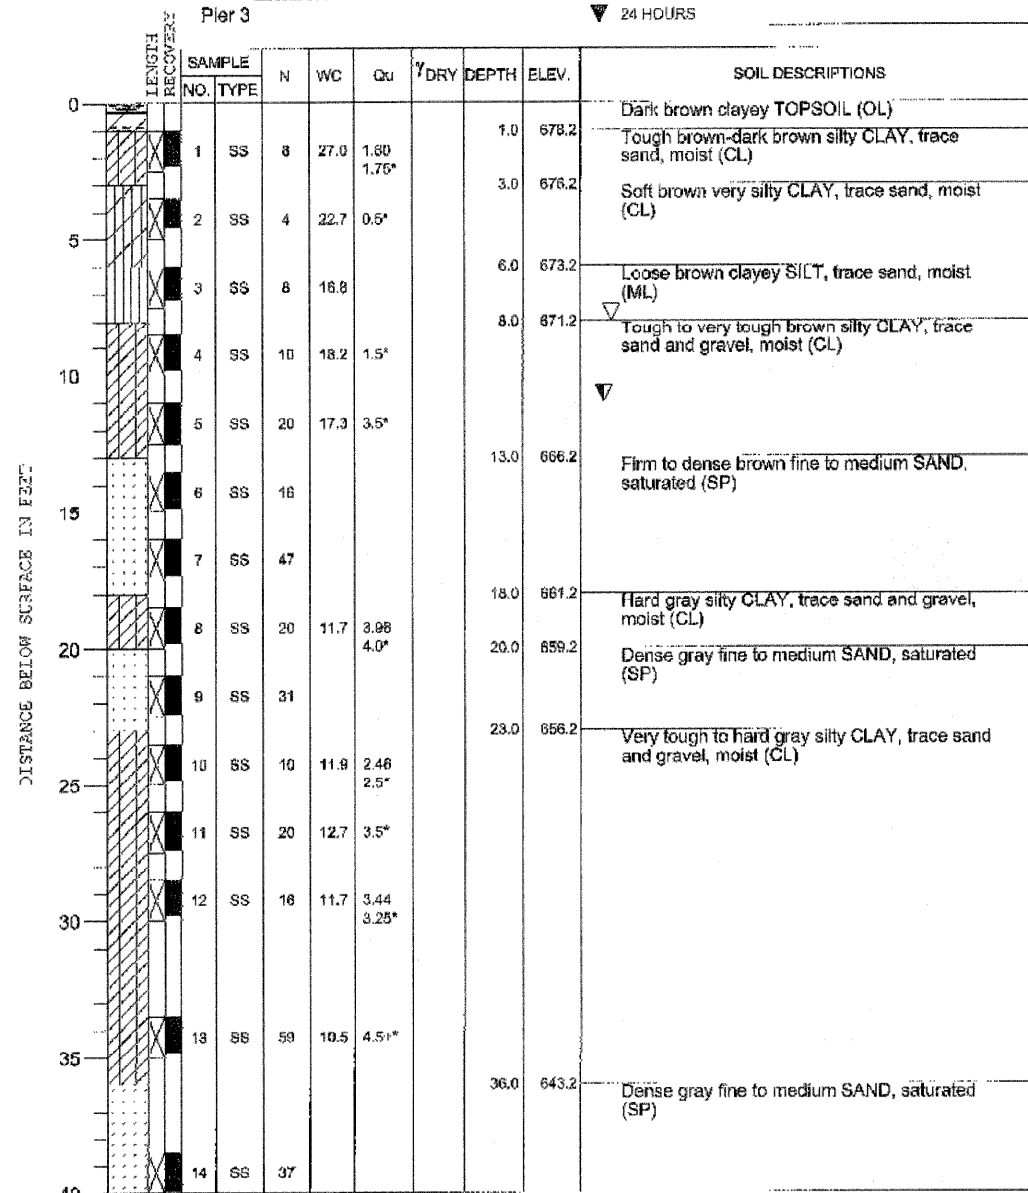 Pier 3
24 HOURS
LENGTH
RECOVERY
SAMPLE
NO. TYPE
N
WC
Qu
γDRY
DEPTH
ELEV.
SOIL DESCRIPTIONS
0
Dark brown clayey TOPSOIL (OL)
1.0 678.2
Tough brown-dark brown silty CLAY, trace
sand, moist (CL)
1 SS 8 27.0 1.60
1.75*
3.0 676.2
Soft brown very silty CLAY, trace sand, moist
(CL)
2 SS 4 22.7 0.5*
5
6.0 673.2
Loose brown clayey SILT, trace sand, moist
(ML)
3 SS 8 16.8
8.0 671.2
Tough to very tough brown silty CLAY, trace
sand and gravel, moist (CL)
4 SS 10 18.2 1.5*
10
5 SS 20 17.3 3.5*
13.0 666.2
Firm to dense brown fine to medium SAND,
saturated (SP)
6 SS 16
15
7 SS 47
18.0 661.2
Hard gray silty CLAY, trace sand and gravel,
moist (CL)
8 SS 20 11.7 3.98
4.0*
20
20.0 659.2
Dense gray fine to medium SAND, saturated
(SP)
9 SS 31
23.0 656.2
Very tough to hard gray silty CLAY, trace sand
and gravel, moist (CL)
10 SS 10 11.9 2.46
2.5*
25
11 SS 20 12.7 3.5*
12 SS 16 11.7 3.44
3.25*
30
13 SS 59 10.5 4.5+*
35
36.0 643.2
Dense gray fine to medium SAND, saturated
(SP)
14 SS 37
40
DISTANCE BELOW SURFACE IN FEET